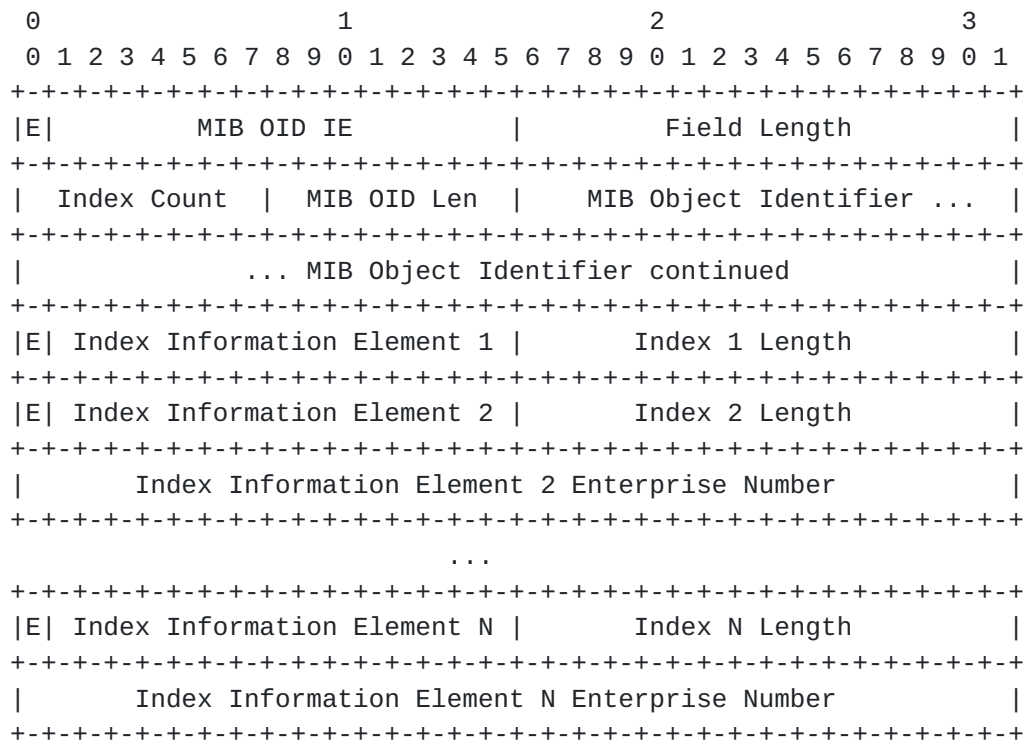 0                   1                   2                   3
 0 1 2 3 4 5 6 7 8 9 0 1 2 3 4 5 6 7 8 9 0 1 2 3 4 5 6 7 8 9 0 1
+-+-+-+-+-+-+-+-+-+-+-+-+-+-+-+-+-+-+-+-+-+-+-+-+-+-+-+-+-+-+-+-+
|E|         MIB OID IE          |         Field Length          |
+-+-+-+-+-+-+-+-+-+-+-+-+-+-+-+-+-+-+-+-+-+-+-+-+-+-+-+-+-+-+-+-+
|  Index Count  |  MIB OID Len  |    MIB Object Identifier ...  |
+-+-+-+-+-+-+-+-+-+-+-+-+-+-+-+-+-+-+-+-+-+-+-+-+-+-+-+-+-+-+-+-+
|              ... MIB Object Identifier continued              |
+-+-+-+-+-+-+-+-+-+-+-+-+-+-+-+-+-+-+-+-+-+-+-+-+-+-+-+-+-+-+-+-+
|E| Index Information Element 1 |       Index 1 Length          |
+-+-+-+-+-+-+-+-+-+-+-+-+-+-+-+-+-+-+-+-+-+-+-+-+-+-+-+-+-+-+-+-+
|E| Index Information Element 2 |       Index 2 Length          |
+-+-+-+-+-+-+-+-+-+-+-+-+-+-+-+-+-+-+-+-+-+-+-+-+-+-+-+-+-+-+-+-+
|       Index Information Element 2 Enterprise Number           |
+-+-+-+-+-+-+-+-+-+-+-+-+-+-+-+-+-+-+-+-+-+-+-+-+-+-+-+-+-+-+-+-+
                            ...
+-+-+-+-+-+-+-+-+-+-+-+-+-+-+-+-+-+-+-+-+-+-+-+-+-+-+-+-+-+-+-+-+
|E| Index Information Element N |       Index N Length          |
+-+-+-+-+-+-+-+-+-+-+-+-+-+-+-+-+-+-+-+-+-+-+-+-+-+-+-+-+-+-+-+-+
|       Index Information Element N Enterprise Number           |
+-+-+-+-+-+-+-+-+-+-+-+-+-+-+-+-+-+-+-+-+-+-+-+-+-+-+-+-+-+-+-+-+